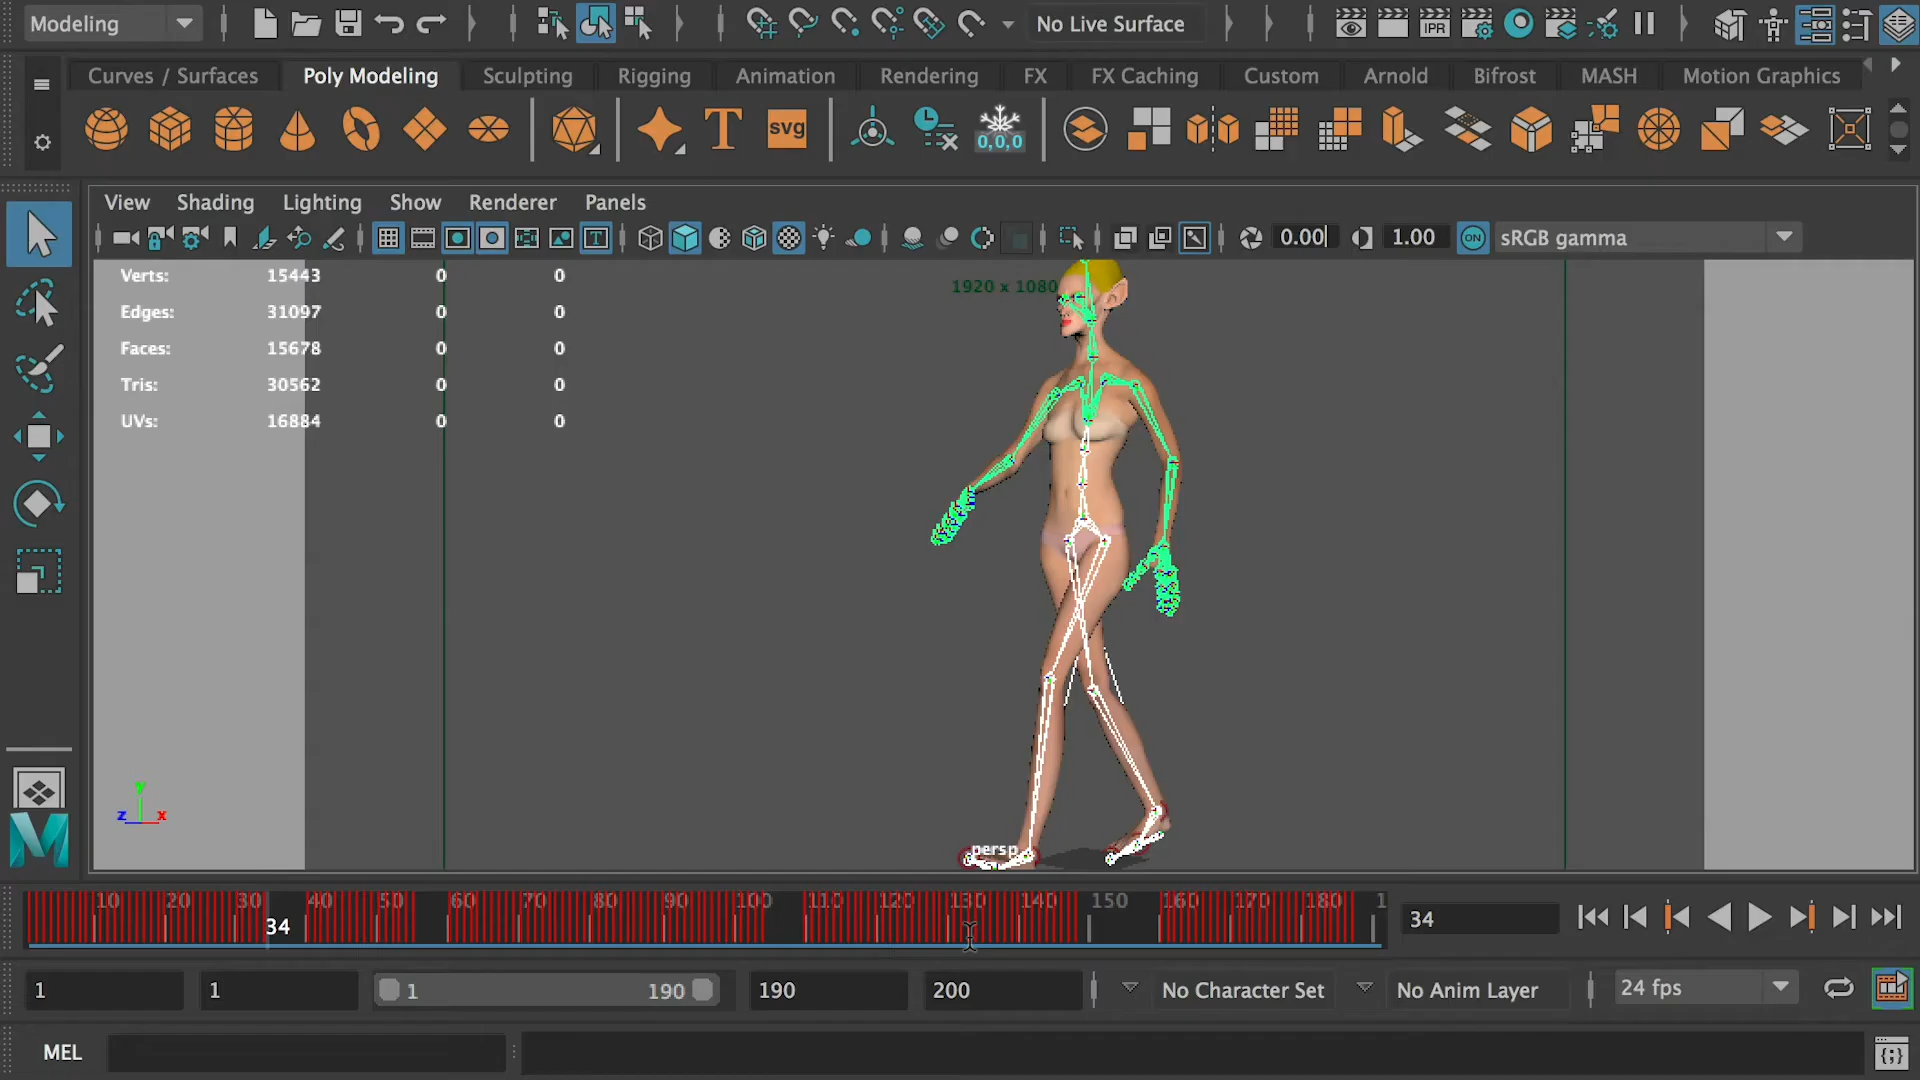 Modeling
No Live Surface
IPR
Curves / Surfaces
Poly Modeling
Sculpting
Rigging
Animation
Rendering
FX
FX Caching
Custom
Arnold
Bifrost
MASH
Motion Graphics
T
svg
0,0,0
View
Shading
Lighting
Show
Renderer
Panels
T
0.00
1.00
ON
sRGB gamma
Verts: 15443 0 0
Edges: 31097 0 0
Faces: 15678 0 0
Tris: 30562 0 0
UVs: 16884 0 0
1920 x 1080
y
z x
persp
M
10 20 30 40 50 60 70 80 90 100 110 120 130 140 150 160 170 180 1
34
34
1
1
1
190
190
200
No Character Set
No Anim Layer
24 fps
MEL
{;}